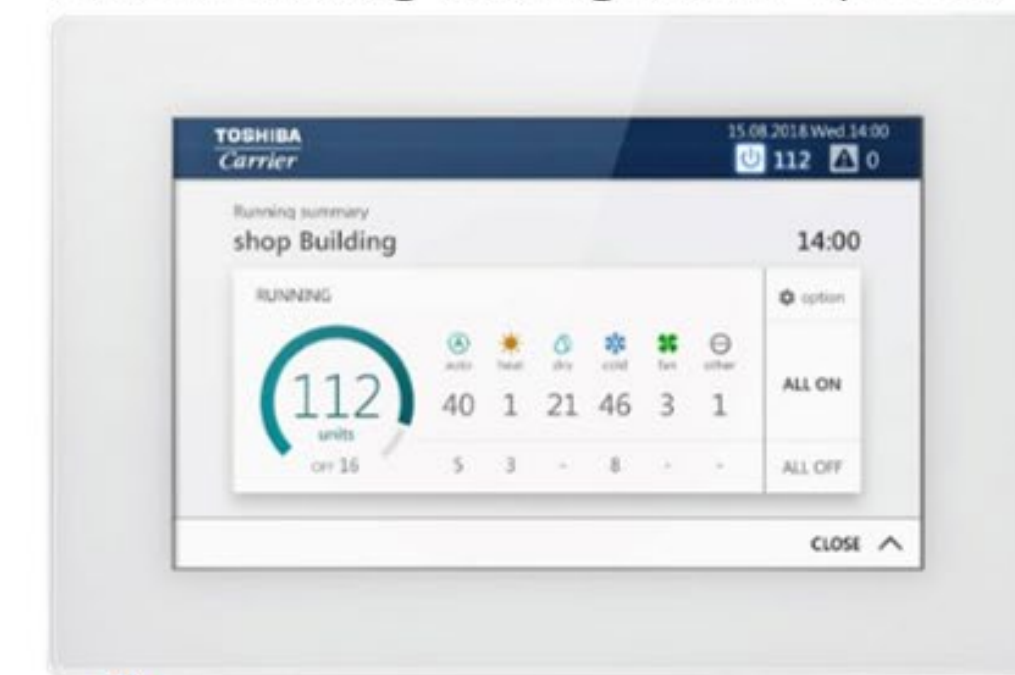 TOSHIBA
Carrier
15.08.2018 Wed.14:00
112 0
Running summary
shop Building
14:00
RUNNING
option
112
units
OFF 16
auto heat dry cold fan other
40 1 21 46 3 1
5 3 - 8 - -
ALL ON
ALL OFF
CLOSE